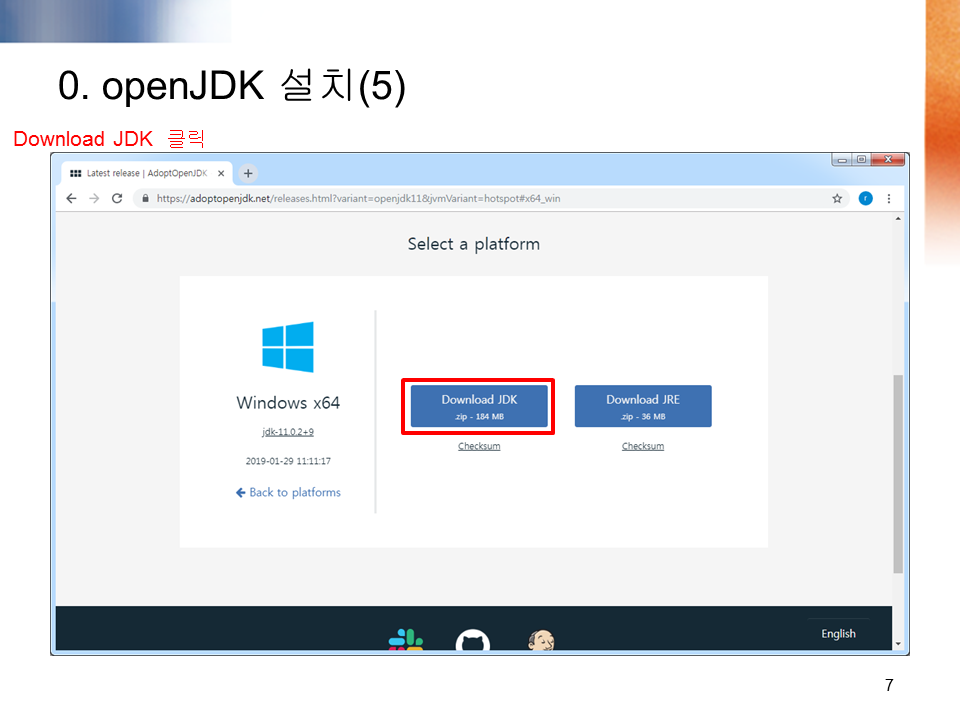 0. openJDK 설치(5)
Download JDK 클릭
Latest release | AdoptOpenJDK
https://adoptopenjdk.net/releases.html?variant=openjdk11&jvmVariant=hotspot#x64_win
r
Select a platform
Windows x64
jdk-11.0.2+9
2019-01-29 11:11:17
Back to platforms
Download JDK
.zip - 184 MB
Checksum
Download JRE
.zip - 36 MB
Checksum
English
7